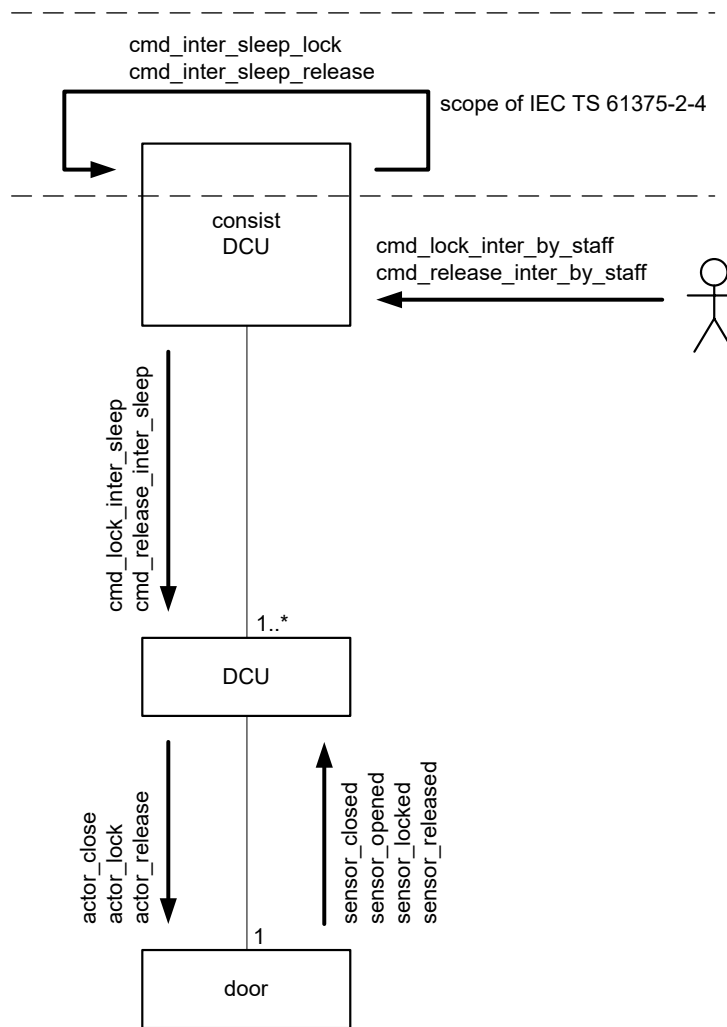 cmd_inter_sleep_lock
cmd_inter_sleep_release
scope of IEC TS 61375-2-4
consist
DCU
cmd_lock_inter_by_staff
cmd_release_inter_by_staff
cmd_lock_inter_sleep
cmd_release_inter_sleep
1..*
DCU
actor_close
actor_lock
actor_release
sensor_closed
sensor_opened
sensor_locked
sensor_released
1
door